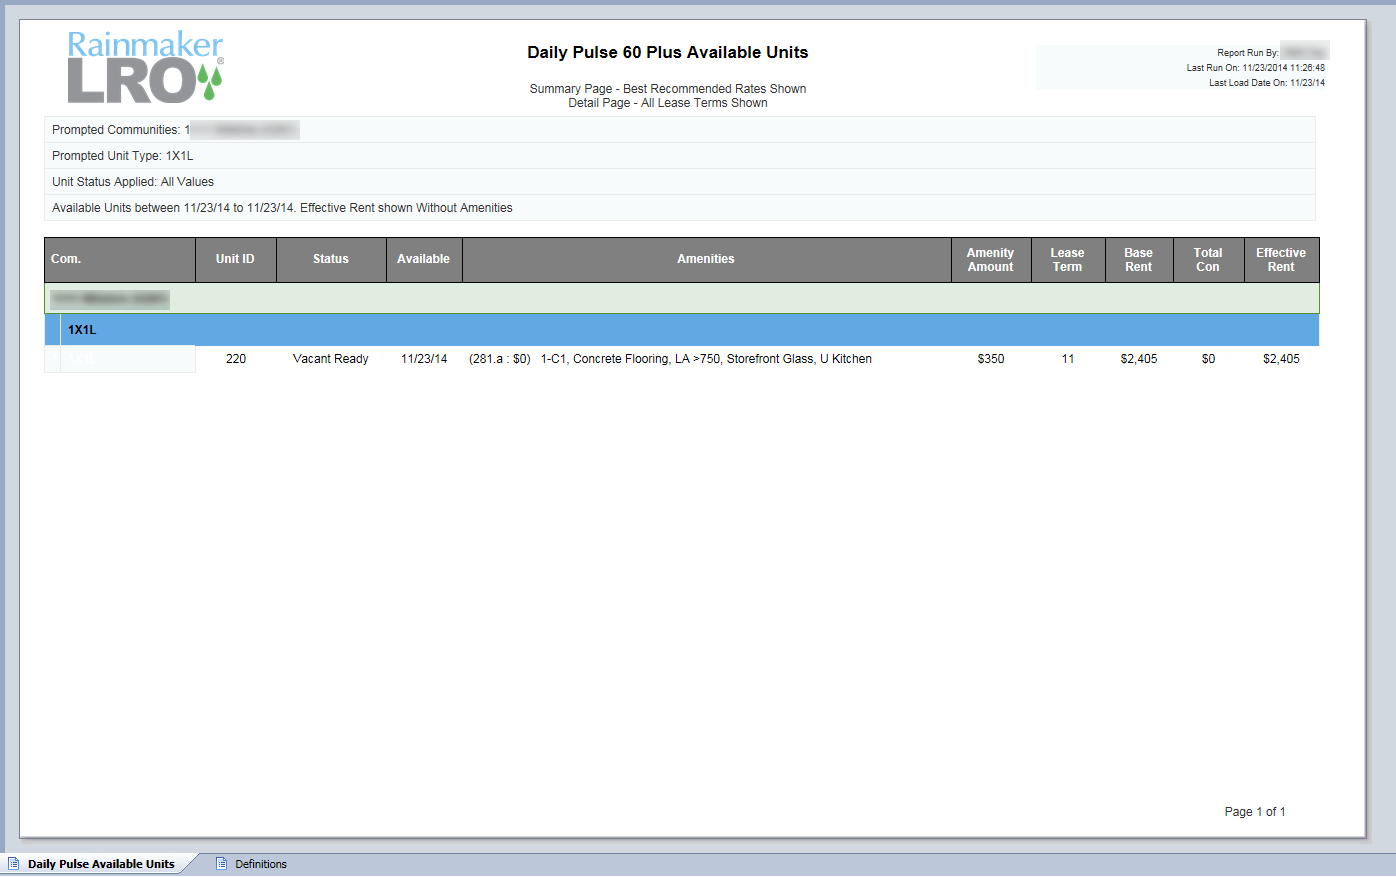 Rainmaker
LRO®
Daily Pulse 60 Plus Available Units
Summary Page - Best Recommended Rates Shown
Detail Page - All Lease Terms Shown
Report Run By:
Last Run On: 11/23/2014 11:26:48
Last Load Date On: 11/23/14
Prompted Communities: 1
Prompted Unit Type: 1X1L
Unit Status Applied: All Values
Available Units between 11/23/14 to 11/23/14. Effective Rent shown Without Amenities
Com. Unit ID Status Available Amenities Amenity Amount Lease Term Base Rent Total Con Effective Rent
1X1L
220 Vacant Ready 11/23/14 (281.a : $0) 1-C1, Concrete Flooring, LA >750, Storefront Glass, U Kitchen $350 11 $2,405 $0 $2,405
Page 1 of 1
Daily Pulse Available Units Definitions